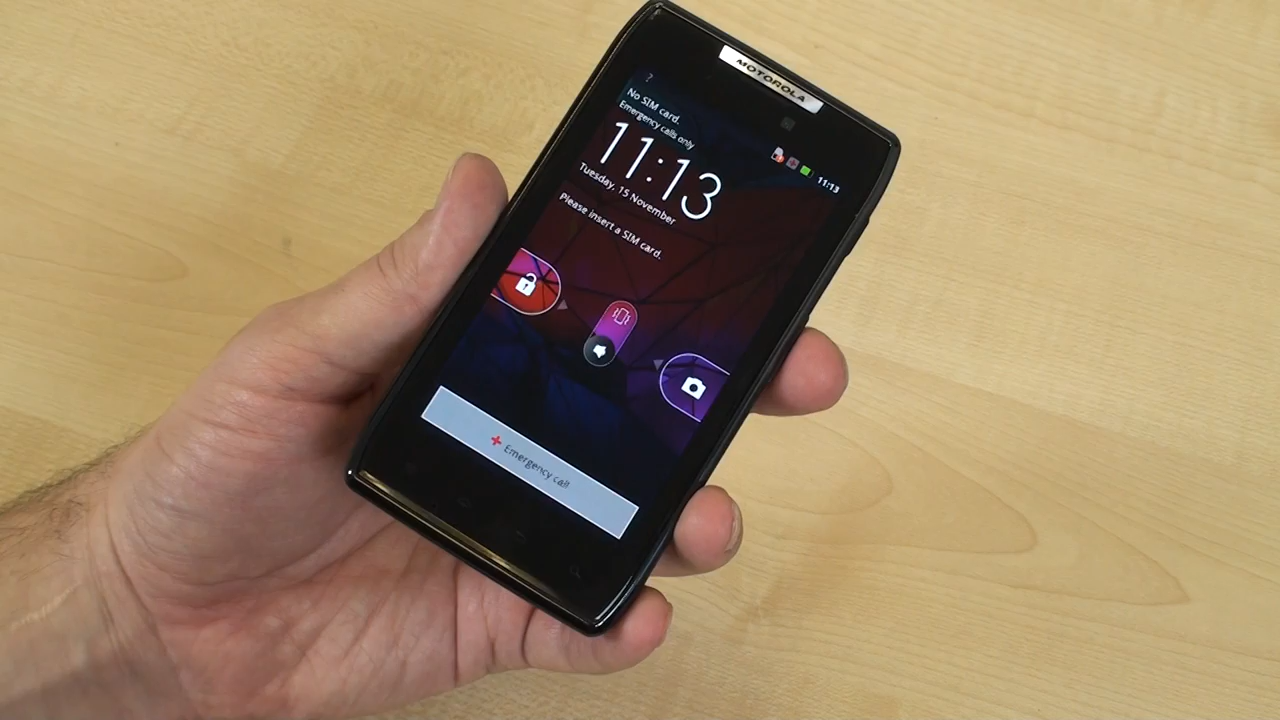 MOTOROLA
?
No SIM card.
Emergency calls only
11:13
11:13
Tuesday, 15 November
Please insert a SIM card.
Emergency call